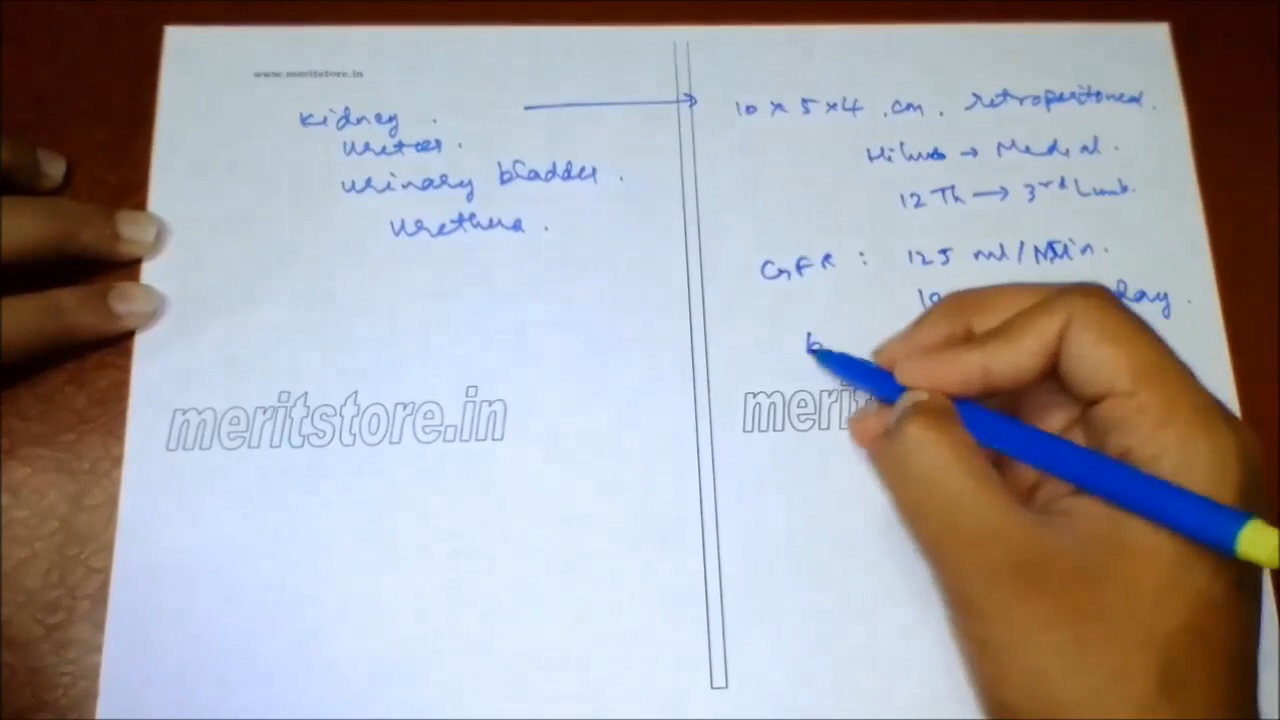 www.meritstore.in
Kidney.
Ureter.
Urinary bladder.
Urethera.
meritstore.in
10 x 5 x 4 .cm. retroperitoneal.
Hilus → Medial.
12 Th → 3rd Lumb.
GFR : 125 ml/Min.
day.
b
merit